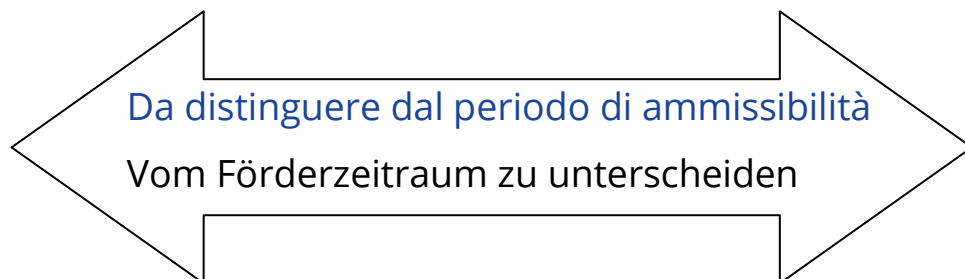 Da distinguere dal periodo di ammissibilità
Vom Förderzeitraum zu unterscheiden